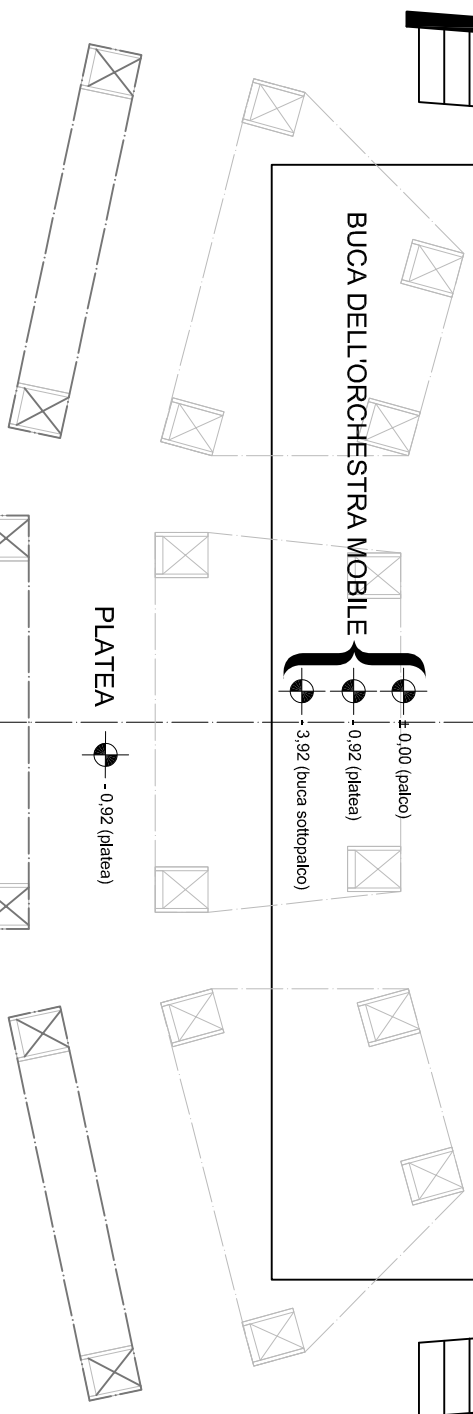 BUCA DELL'ORCHESTRA MOBILE
± 0,00 (palco)
- 0,92 (platea)
- 3,92 (buca sottopalco)
PLATEA
- 0,92 (platea)